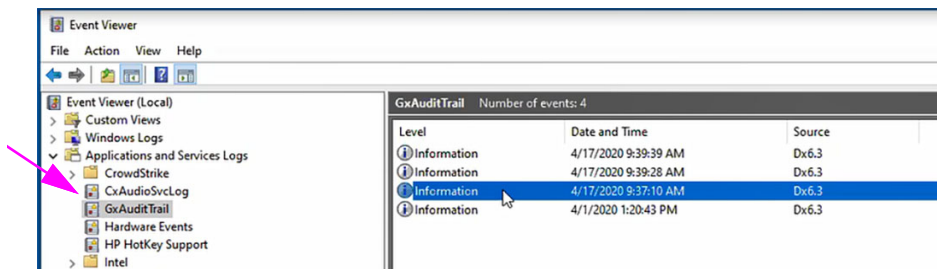 Event Viewer
File Action View Help
Event Viewer (Local)
Custom Views
Windows Logs
Applications and Services Logs
CrowdStrike
CxAudioSvcLog
GxAuditTrail
Hardware Events
HP HotKey Support
Intel
GxAuditTrail Number of events: 4
Level Date and Time Source
Information 4/17/2020 9:39:39 AM Dx6.3
Information 4/17/2020 9:39:28 AM Dx6.3
Information 4/17/2020 9:37:10 AM Dx6.3
Information 4/1/2020 1:20:43 PM Dx6.3